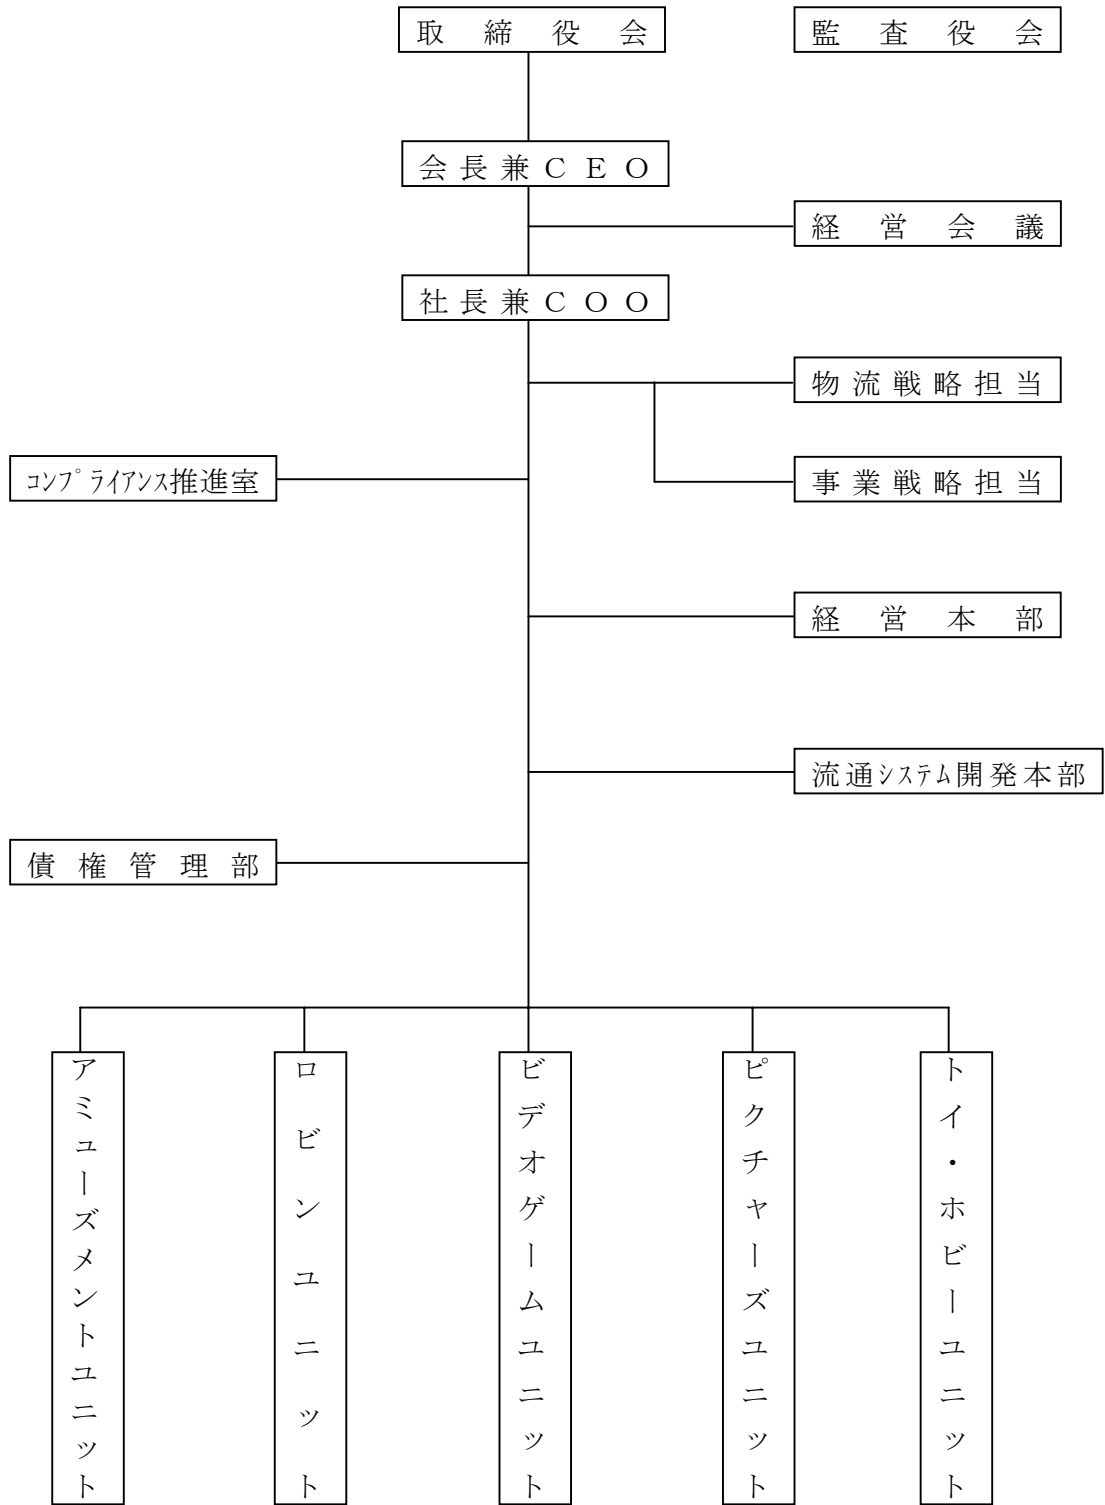 取締役会
監査役会
会長兼CEO
経営会議
社長兼COO
物流戦略担当
コンプライアンス推進室
事業戦略担当
経営本部
流通システム開発本部
債権管理部
アミューズメントユニット
ロビンユニット
ビデオゲームユニット
ピクチャーズユニット
トイ・ホビーユニット